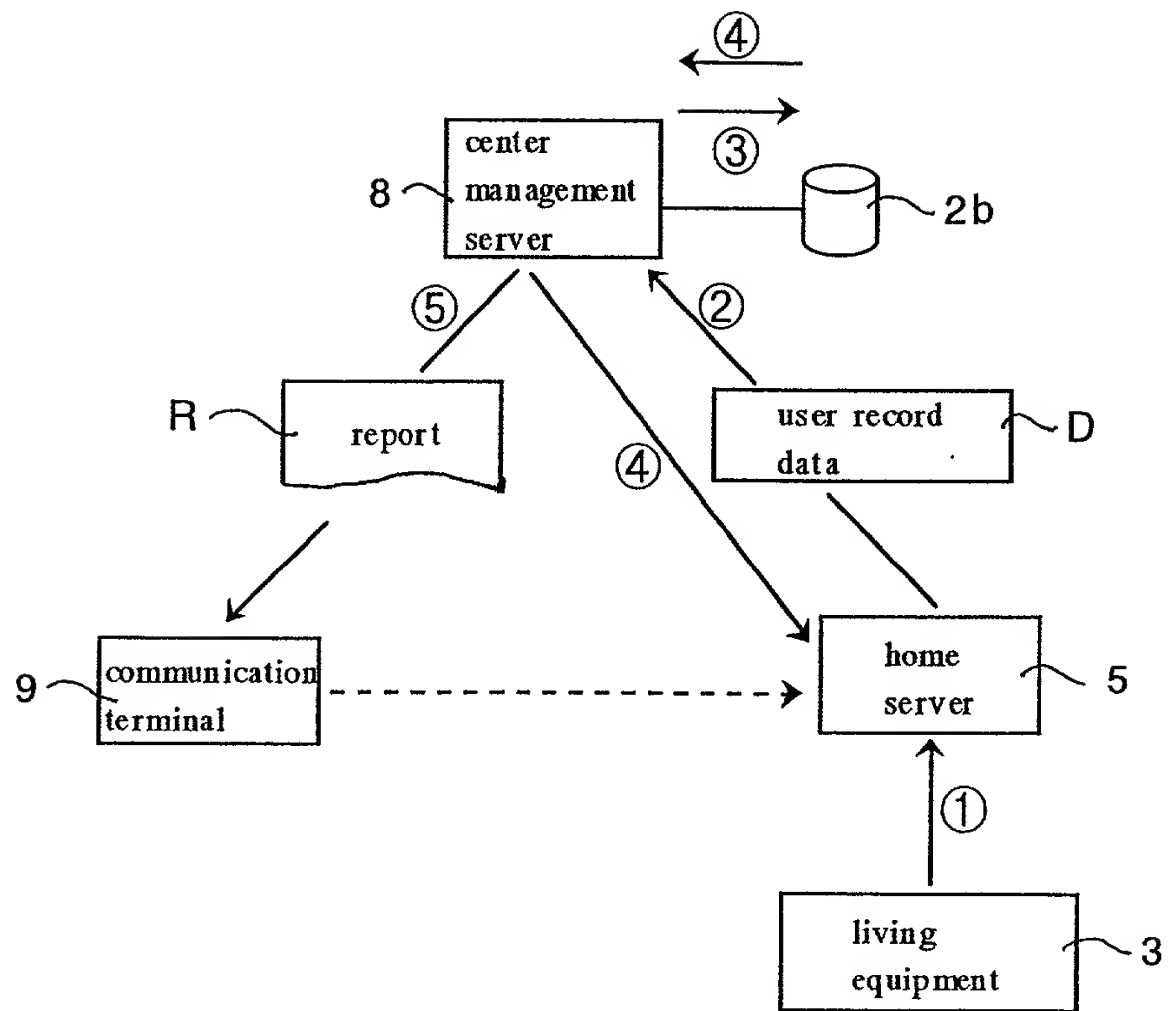 ④
③
center
management
server
8
2b
⑤
②
R
report
user record
data
D
④
9
communication
terminal
home
server
5
①
living
equipment
3